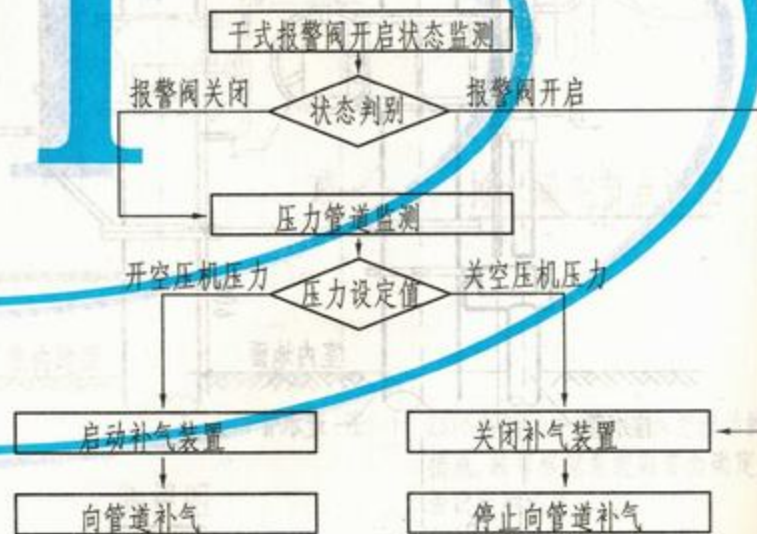 干式报警阀开启状态监测
报警阀关闭
状态判别
报警阀开启
压力管道监测
开空压机压力
压力设定值
关空压机压力
启动补气装置
关闭补气装置
向管道补气
停止向管道补气